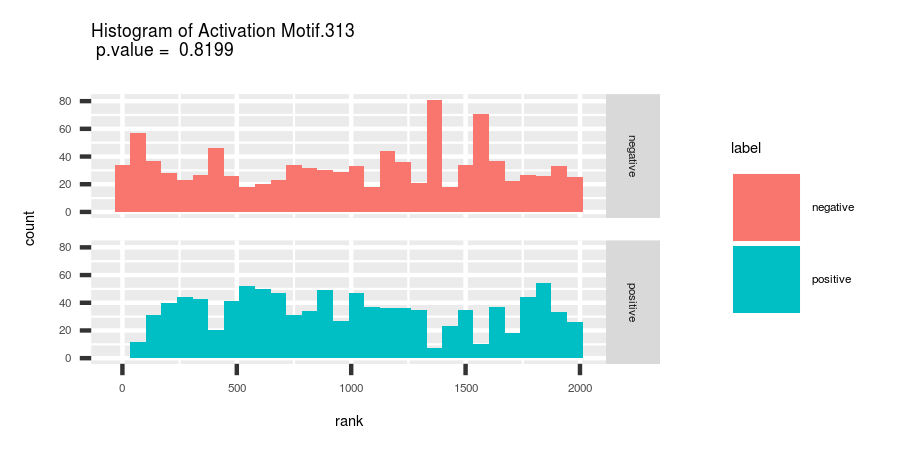 Histogram of Activation Motif.313
p.value =  0.8199
count
80
60
40
20
0
negative
80
60
40
20
0
positive
0
500
1000
1500
2000
rank
label
negative
positive